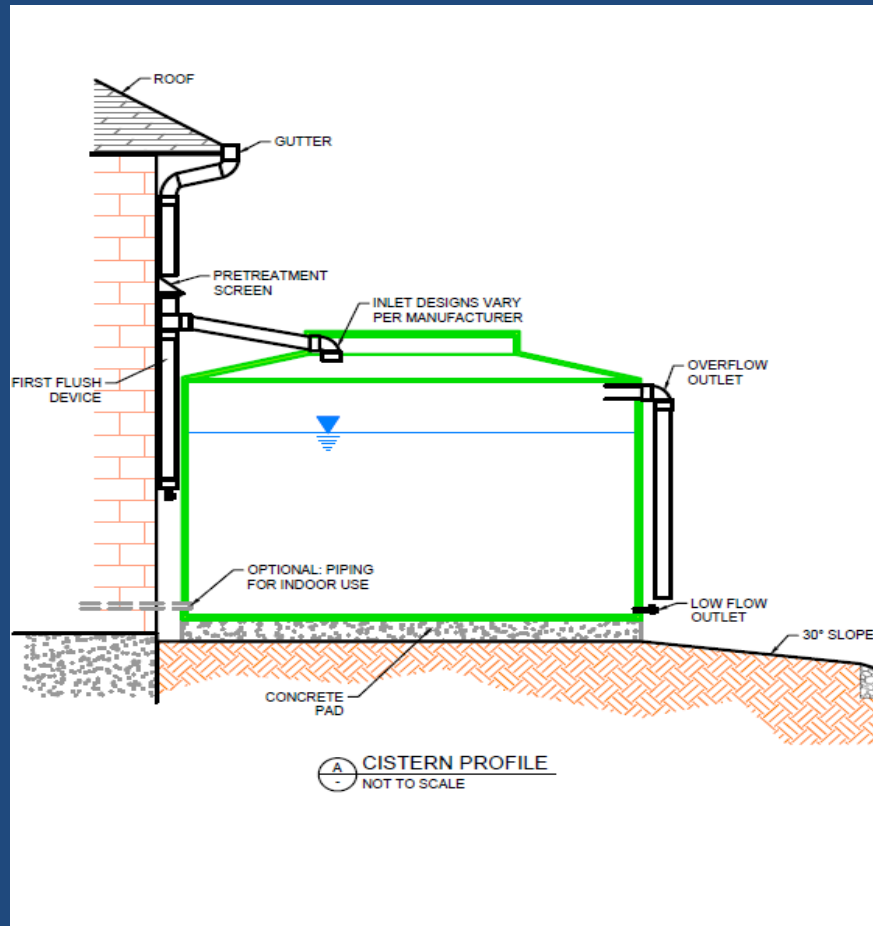 ROOF
GUTTER
PRETREATMENT
SCREEN
INLET DESIGNS VARY
PER MANUFACTURER
OVERFLOW
OUTLET
FIRST FLUSH
DEVICE
OPTIONAL: PIPING
FOR INDOOR USE
LOW FLOW
OUTLET
30° SLOPE
CONCRETE
PAD
A
-
CISTERN PROFILE
NOT TO SCALE